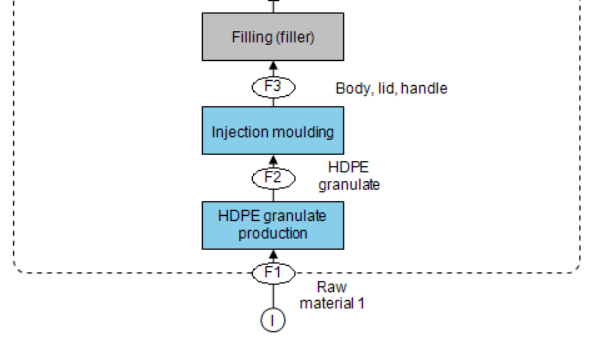 Filling (filler)
F3
Body, lid, handle
Injection moulding
F2
HDPE
granulate
HDPE granulate
production
F1
Raw
material 1
I